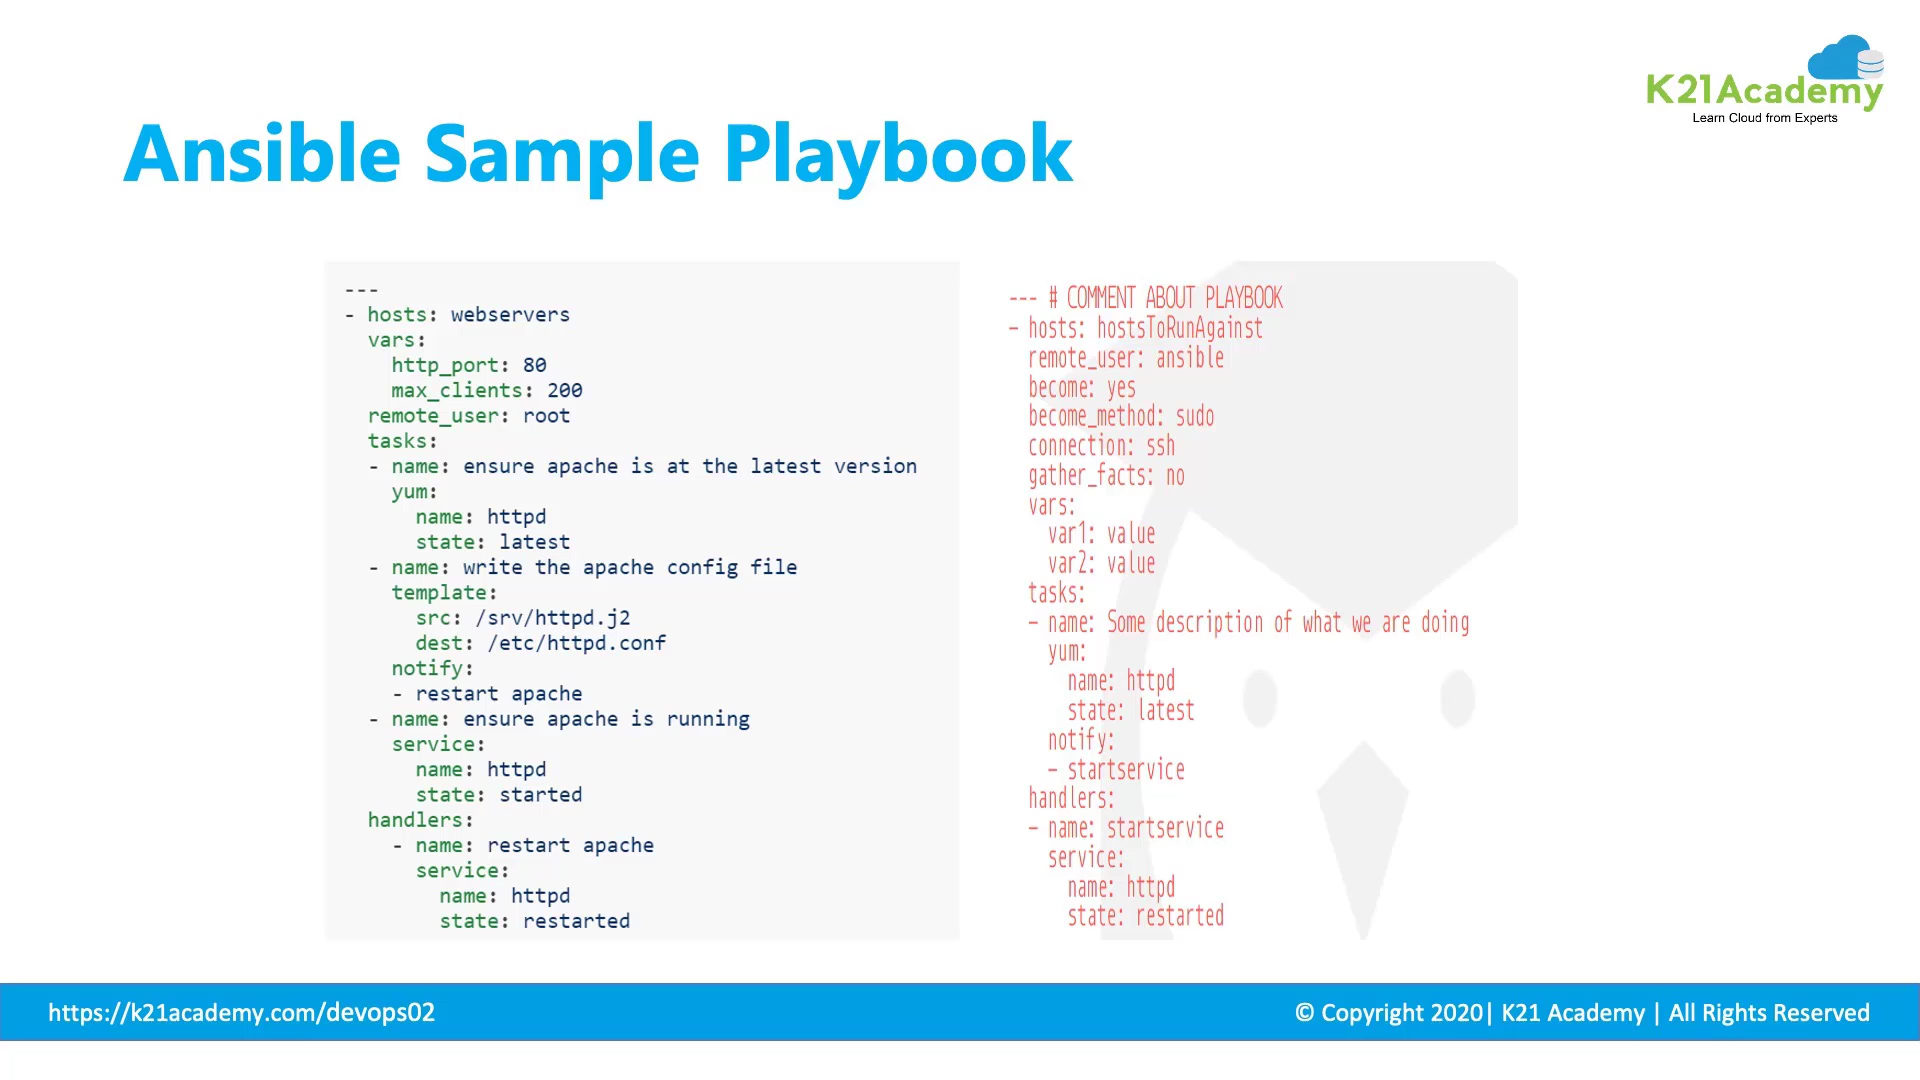 K21Academy
Learn Cloud from Experts
Ansible Sample Playbook
---
- hosts: webservers
  vars:
    http_port: 80
    max_clients: 200
  remote_user: root
  tasks:
  - name: ensure apache is at the latest version
    yum:
      name: httpd
      state: latest
  - name: write the apache config file
    template:
      src: /srv/httpd.j2
      dest: /etc/httpd.conf
    notify:
    - restart apache
  - name: ensure apache is running
    service:
      name: httpd
      state: started
  handlers:
    - name: restart apache
      service:
        name: httpd
        state: restarted
--- # COMMENT ABOUT PLAYBOOK
- hosts: hostsToRunAgainst
  remote_user: ansible
  become: yes
  become_method: sudo
  connection: ssh
  gather_facts: no
  vars:
    var1: value
    var2: value
  tasks:
  - name: Some description of what we are doing
    yum:
      name: httpd
      state: latest
    notify:
    - startservice
  handlers:
  - name: startservice
    service:
      name: httpd
      state: restarted
https://k21academy.com/devops02
© Copyright 2020| K21 Academy | All Rights Reserved